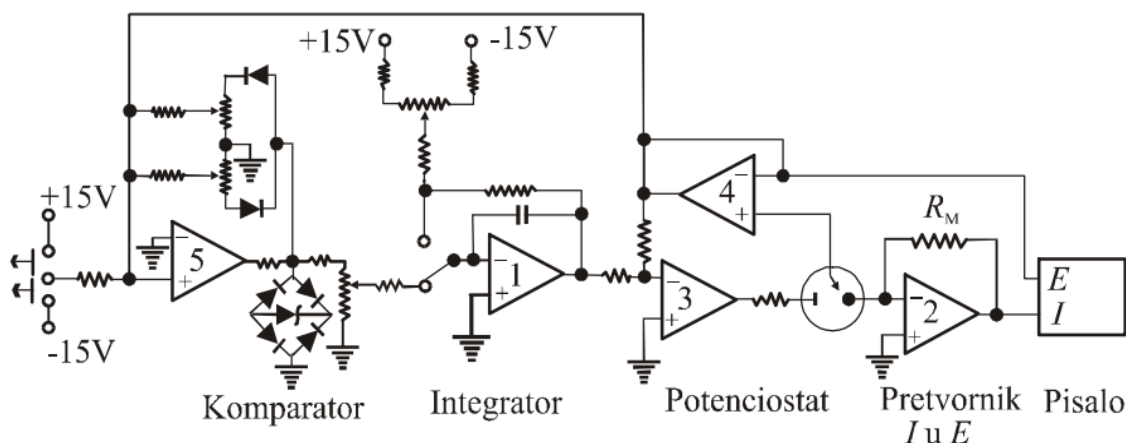 +15V
-15V
+15V
-15V
5
-
+
1
-
+
3
-
+
4
-
+
2
-
+
R_M
E
I
Komparator
Integrator
Potenciostat
Pretvornik
I u E
Pisalo